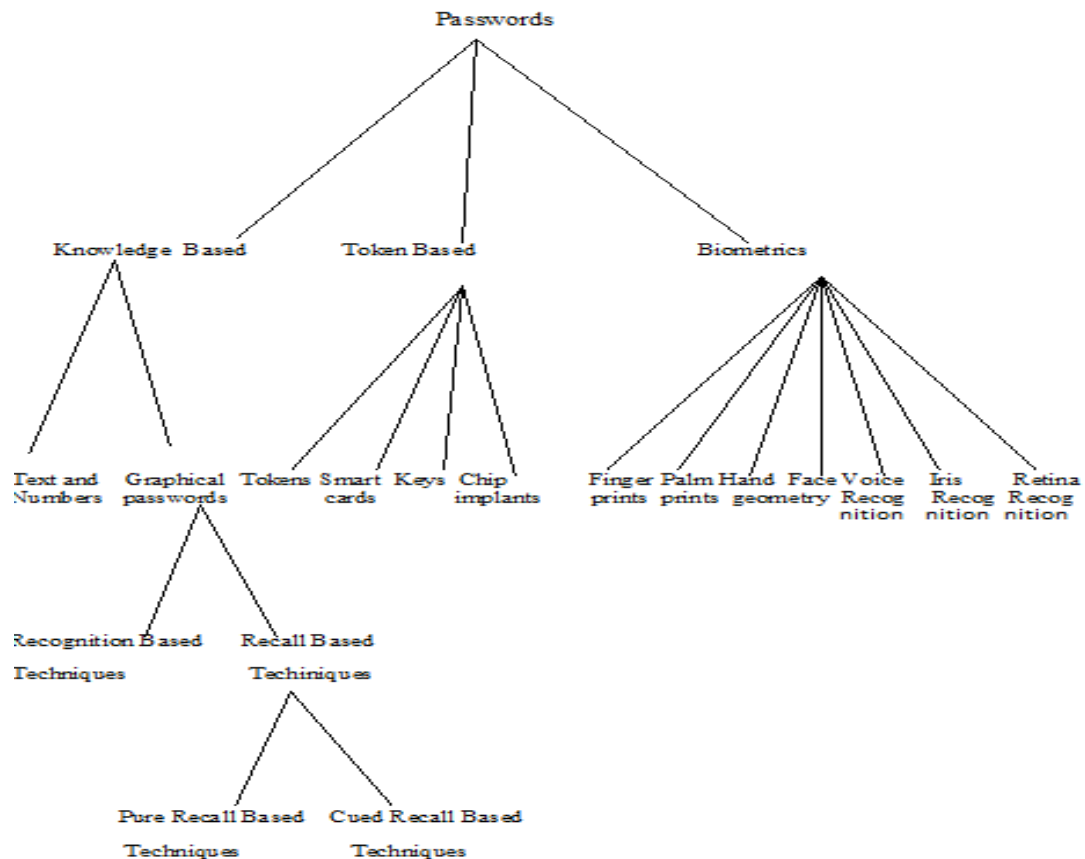 Passwords
Knowledge Based Token Based Biometrics
Text and Graphical Tokens Smart Keys Chip Finger Palm Hand Face Voice Iris Retina
Numbers passwords cards implants prints prints geometry Recog Recog Recog
nition nition nition
Recognition Based Recall Based
Techniques Techiniques
Pure Recall Based Cued Recall Based
Techniques Techniques